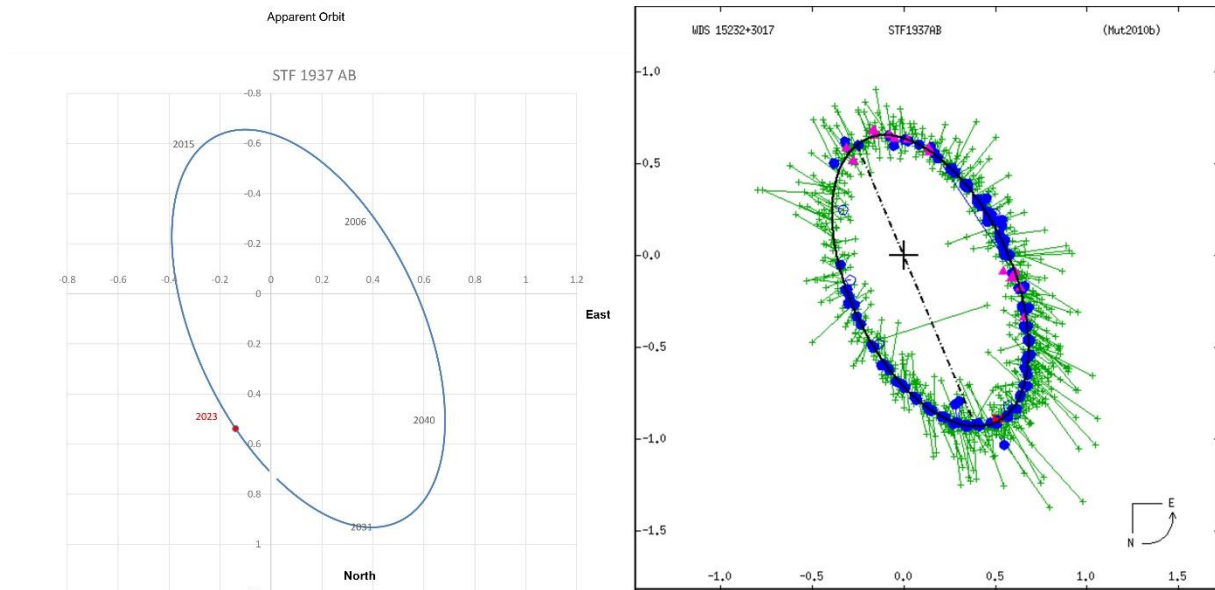 Apparent Orbit
STF 1937 AB
-0.8
2015
-0.6
-0.4
2006
-0.2
-0.8 -0.6 0.4 -0.2 0 0.2 0.4 0.6 0.8 1 1.2
0
East
0.2
0.4
2023
2040
0.6
0.8
2031
1
North
WDS 15232+3017 STF1937AB (Mut2010b)
1.0
0.5
0.0
-0.5
-1.0
-1.5
E
N
-1.0 -0.5 0.0 0.5 1.0 1.5